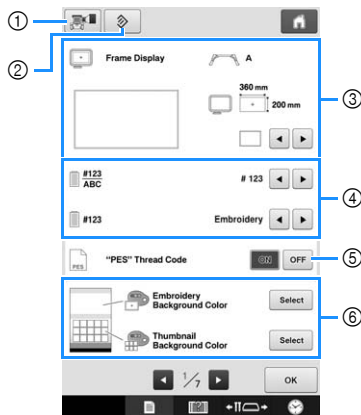 ①
②
Frame Display
A
360 mm
200 mm
③
#123
ABC
# 123
#123
Embroidery
④
PES
"PES" Thread Code
ON
OFF
⑤
Embroidery
Background Color
Select
Thumbnail
Background Color
Select
⑥
1/7
OK